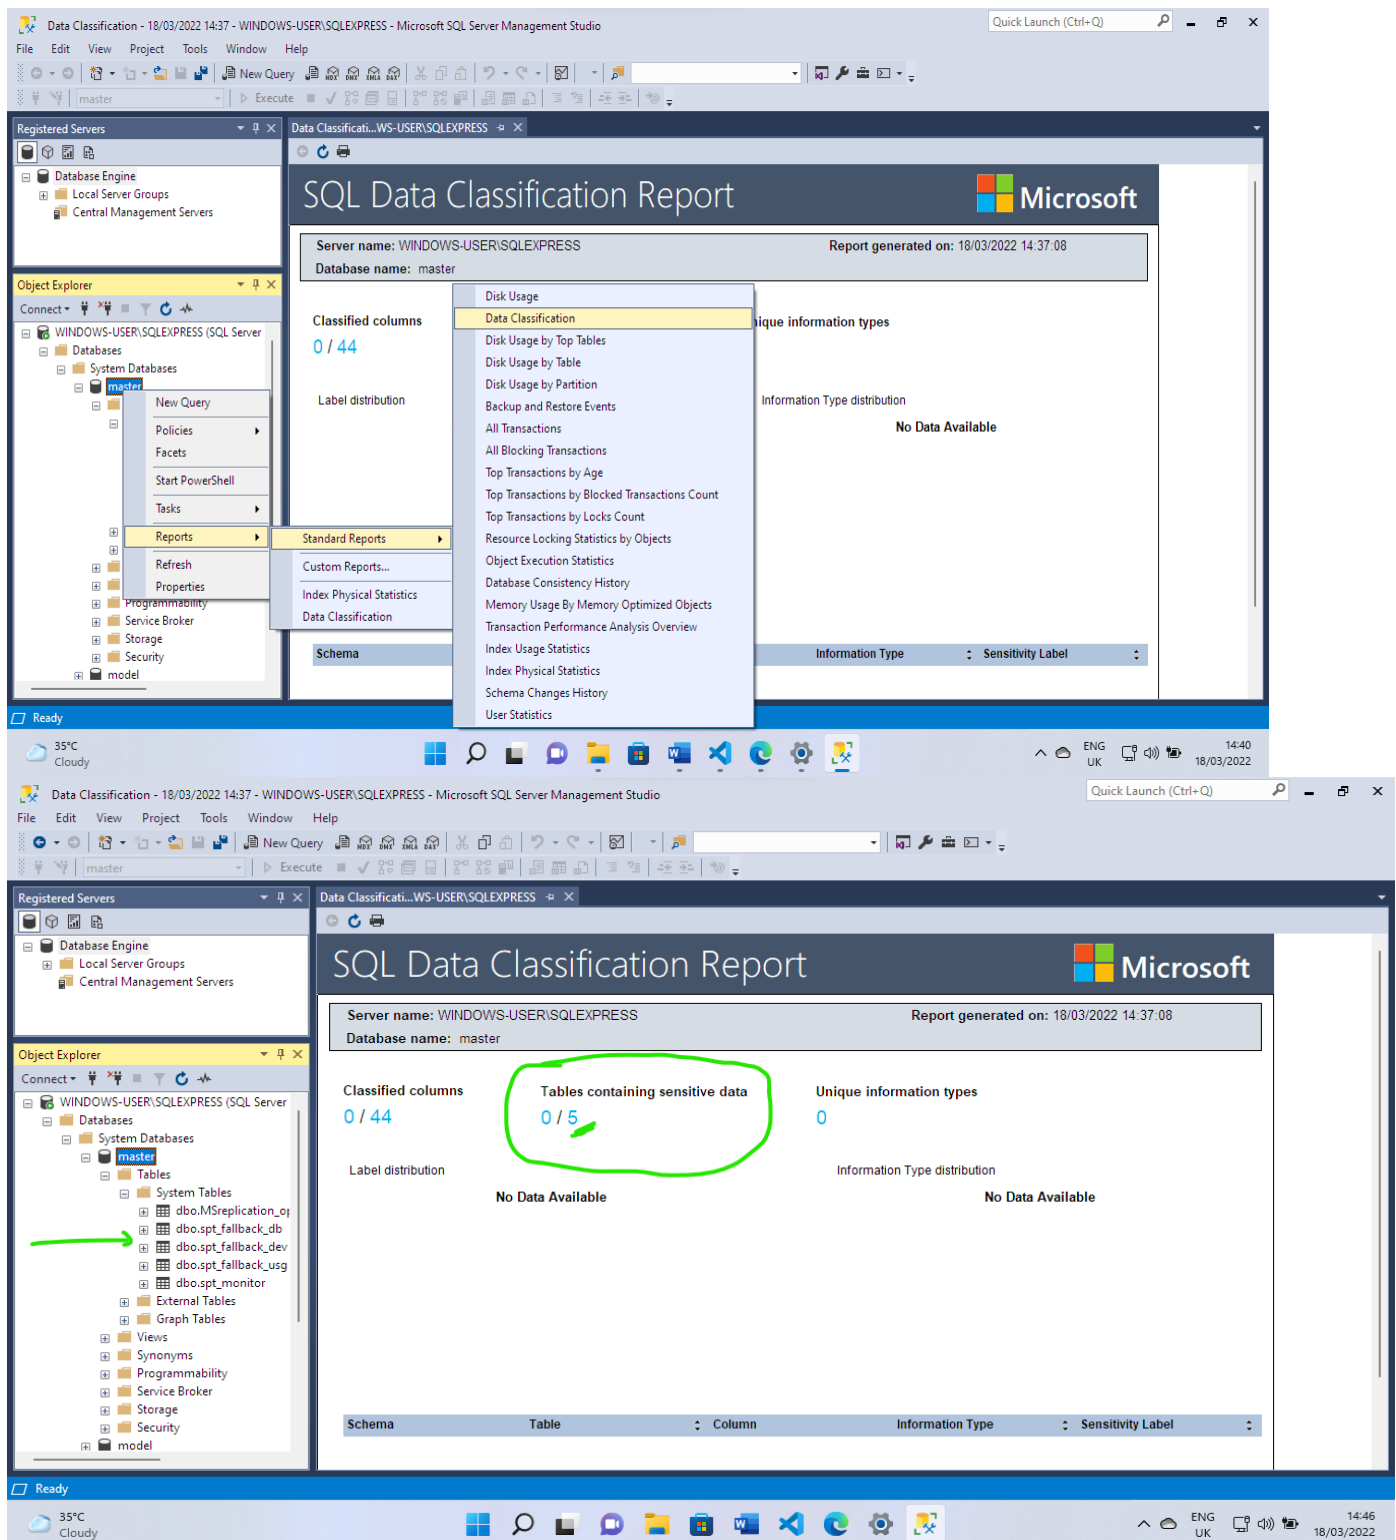 Data Classification - 18/03/2022 14:37 - WINDOWS-USER\SQLEXPRESS - Microsoft SQL Server Management Studio
Quick Launch (Ctrl+Q)
File Edit View Project Tools Window Help
New Query
master
Execute
Registered Servers
Data Classificati...WS-USER\SQLEXPRESS
Database Engine
Local Server Groups
Central Management Servers
SQL Data Classification Report
Microsoft
Server name: WINDOWS-USER\SQLEXPRESS
Report generated on: 18/03/2022 14:37:08
Database name: master
Object Explorer
Connect
WINDOWS-USER\SQLEXPRESS (SQL Server
Databases
System Databases
master
Programmability
Service Broker
Storage
Security
model
New Query
Policies
Facets
Start PowerShell
Tasks
Reports
Refresh
Properties
Standard Reports
Custom Reports...
Index Physical Statistics
Data Classification
Disk Usage
Data Classification
Disk Usage by Top Tables
Disk Usage by Table
Disk Usage by Partition
Backup and Restore Events
All Transactions
All Blocking Transactions
Top Transactions by Age
Top Transactions by Blocked Transactions Count
Top Transactions by Locks Count
Resource Locking Statistics by Objects
Object Execution Statistics
Database Consistency History
Memory Usage By Memory Optimized Objects
Transaction Performance Analysis Overview
Index Usage Statistics
Index Physical Statistics
Schema Changes History
User Statistics
Classified columns
ique information types
0 / 44
Label distribution
Information Type distribution
No Data Available
Schema
Information Type
Sensitivity Label
Ready
35°C
Cloudy
ENG
UK
14:40
18/03/2022
Data Classification - 18/03/2022 14:37 - WINDOWS-USER\SQLEXPRESS - Microsoft SQL Server Management Studio
Quick Launch (Ctrl+Q)
File Edit View Project Tools Window Help
New Query
master
Execute
Registered Servers
Data Classificati...WS-USER\SQLEXPRESS
Database Engine
Local Server Groups
Central Management Servers
SQL Data Classification Report
Microsoft
Server name: WINDOWS-USER\SQLEXPRESS
Report generated on: 18/03/2022 14:37:08
Database name: master
Object Explorer
Connect
WINDOWS-USER\SQLEXPRESS (SQL Server
Databases
System Databases
master
Tables
System Tables
dbo.MSreplication_op
dbo.spt_fallback_db
dbo.spt_fallback_dev
dbo.spt_fallback_usg
dbo.spt_monitor
External Tables
Graph Tables
Views
Synonyms
Programmability
Service Broker
Storage
Security
model
Classified columns
Tables containing sensitive data
Unique information types
0 / 44
0 / 5
0
Label distribution
Information Type distribution
No Data Available
No Data Available
Schema
Table
Column
Information Type
Sensitivity Label
Ready
35°C
Cloudy
ENG
UK
14:46
18/03/2022